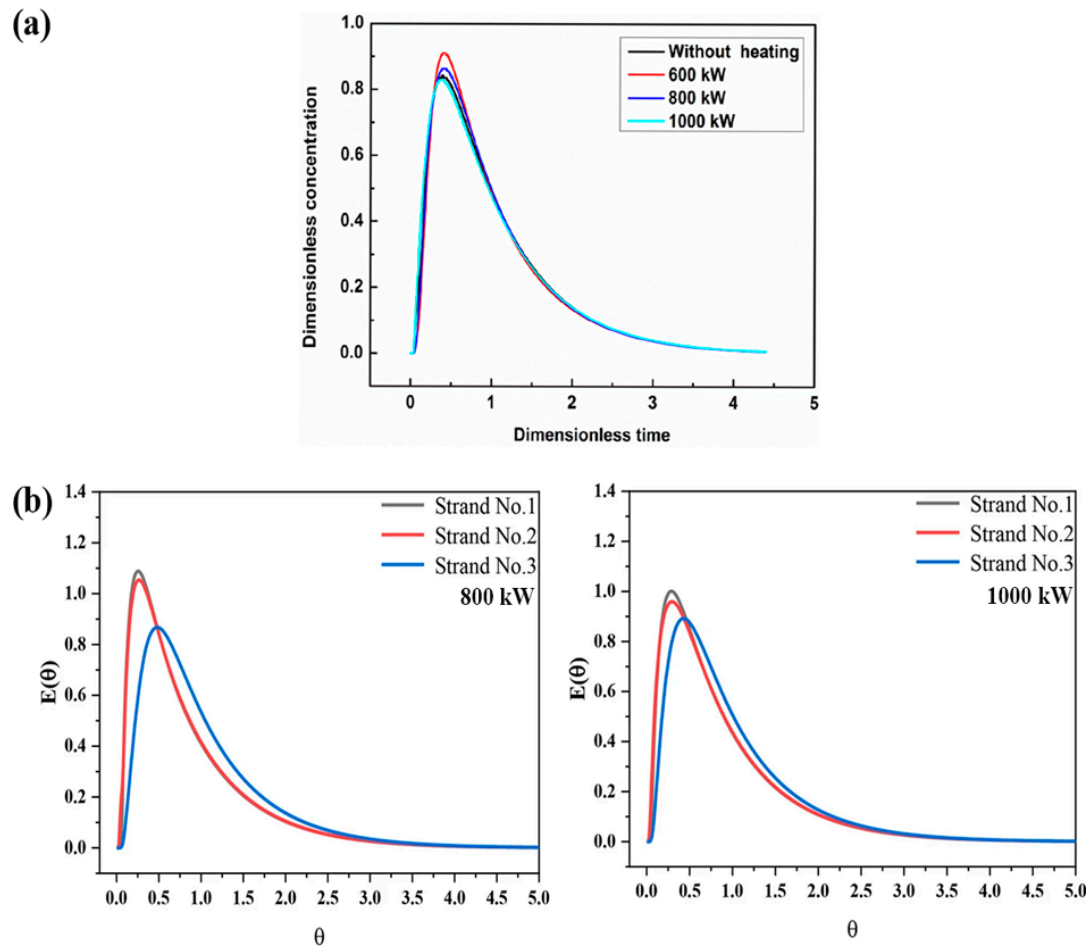 (a)
Without heating
600 kW
800 kW
1000 kW
Dimensionless concentration
1.0
0.8
0.6
0.4
0.2
0.0
0 1 2 3 4 5
Dimensionless time
(b)
1.4
1.2
1.0
0.8
0.6
0.4
0.2
0.0
E(θ)
Strand No.1
Strand No.2
Strand No.3
800 kW
0.0 0.5 1.0 1.5 2.0 2.5 3.0 3.5 4.0 4.5 5.0
θ
1.4
1.2
1.0
0.8
0.6
0.4
0.2
0.0
E(θ)
Strand No.1
Strand No.2
Strand No.3
1000 kW
0.0 0.5 1.0 1.5 2.0 2.5 3.0 3.5 4.0 4.5 5.0
θ